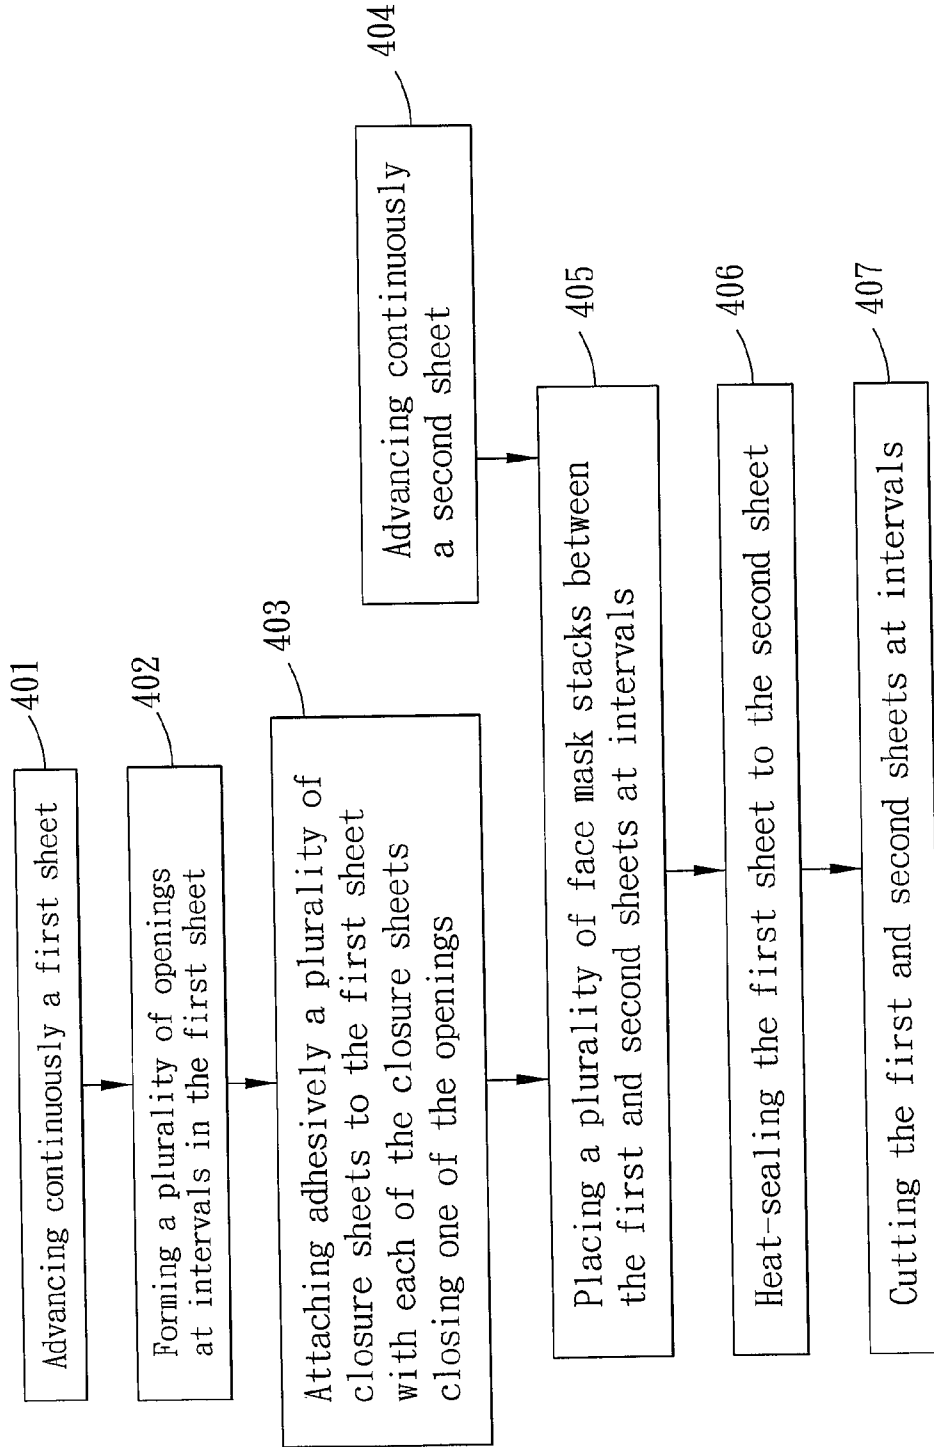 401
Advancing continuously a first sheet
402
Forming a plurality of openings
at intervals in the first sheet
403
Attaching adhesively a plurality of
closure sheets to the first sheet
with each of the closure sheets
closing one of the openings
404
Advancing continuously
a second sheet
405
Placing a plurality of face mask stacks between
the first and second sheets at intervals
406
Heat-sealing the first sheet to the second sheet
407
Cutting the first and second sheets at intervals